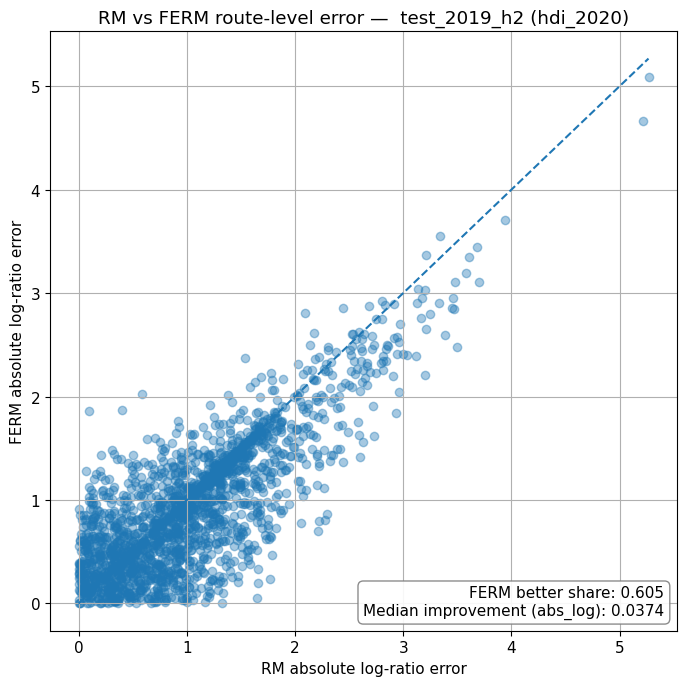 RM vs FERM route-level error —  test_2019_h2 (hdi_2020)
FERM absolute log-ratio error
5
4
3
2
1
0
FERM better share: 0.605
Median improvement (abs_log): 0.0374
0 1 2 3 4 5
RM absolute log-ratio error